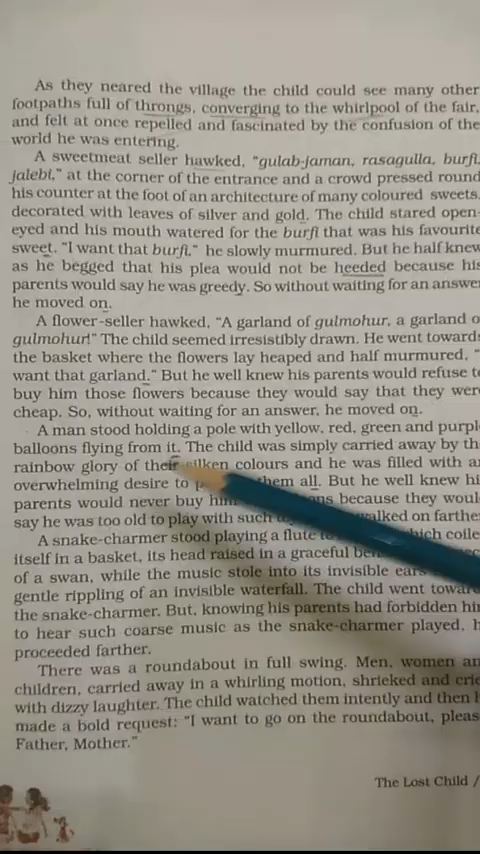 As they neared the village the child could see many other
footpaths full of throngs, converging to the whirlpool of the fair,
and felt at once repelled and fascinated by the confusion of the
world he was entering.
A sweetmeat seller hawked, “gulab-jaman, rasagulla, burfi,
jalebi,” at the corner of the entrance and a crowd pressed round
his counter at the foot of an architecture of many coloured sweets,
decorated with leaves of silver and gold. The child stared open-
eyed and his mouth watered for the burfi that was his favourite
sweet. “I want that burfi,” he slowly murmured. But he half knew
as he begged that his plea would not be heeded because his
parents would say he was greedy. So without waiting for an answer
he moved on.
A flower-seller hawked, “A garland of gulmohur, a garland o
gulmohur!” The child seemed irresistibly drawn. He went towards
the basket where the flowers lay heaped and half murmured, “
want that garland.” But he well knew his parents would refuse to
buy him those flowers because they would say that they were
cheap. So, without waiting for an answer, he moved on.
A man stood holding a pole with yellow, red, green and purpl
balloons flying from it. The child was simply carried away by th
rainbow glory of their silken colours and he was filled with a
overwhelming desire to them all. But he well knew hi
parents would never buy him because they woul
say he was too old to play with such walked on farthe
A snake-charmer stood playing a flute coile
itself in a basket, its head raised in a graceful
of a swan, while the music stole into its invisible ears
gentle rippling of an invisible waterfall. The child went towar
the snake-charmer. But, knowing his parents had forbidden hi
to hear such coarse music as the snake-charmer played, h
proceeded farther.
There was a roundabout in full swing. Men, women an
children, carried away in a whirling motion, shrieked and crie
with dizzy laughter. The child watched them intently and then h
made a bold request: “I want to go on the roundabout, pleas
Father, Mother.”
The Lost Child /